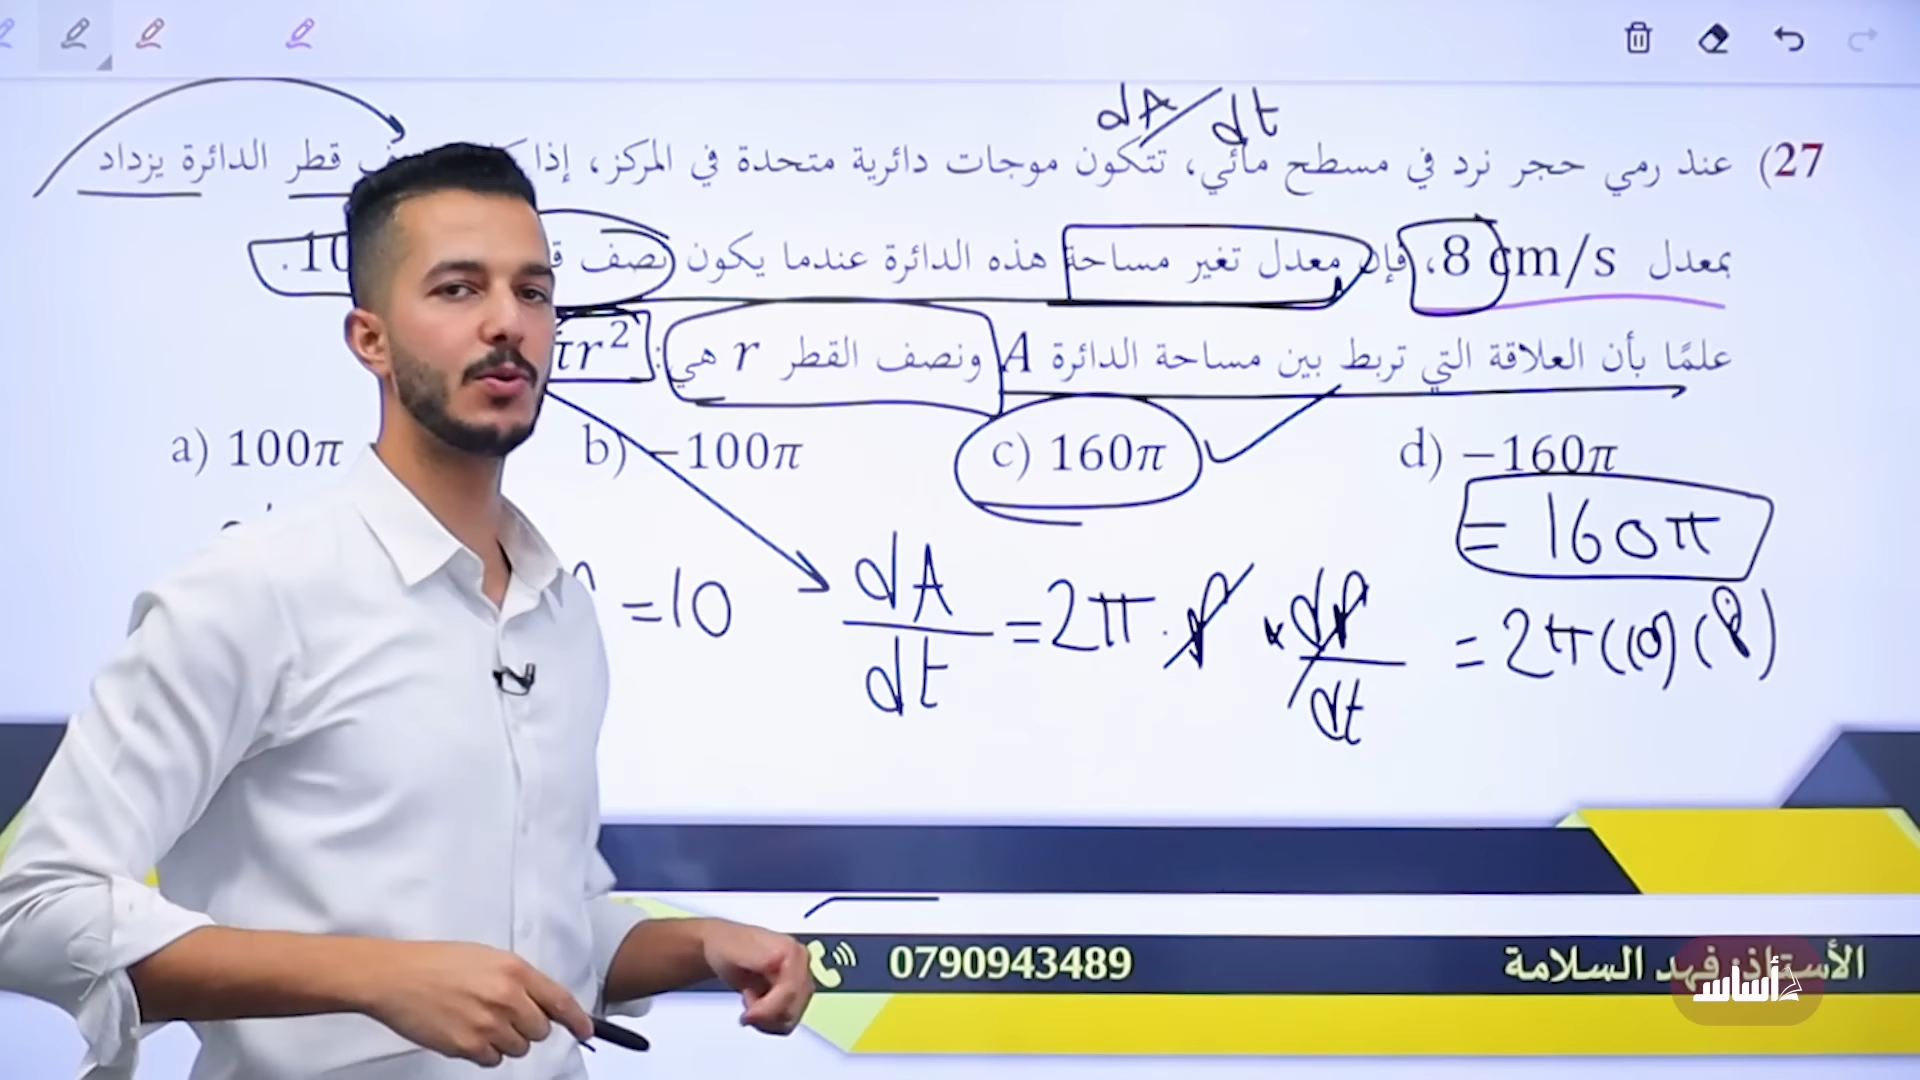 dA/dt
27) عند رمي حجر نرد في مسطح مائي، تتكون موجات دائرية متحدة في المركز، إذا قطر الدائرة يزداد
بمعدل 8 cm/s، فإن معدل تغير مساحة هذه الدائرة عندما يكون نصف 10.
علمًا بأن العلاقة التي تربط بين مساحة الدائرة A ونصف القطر r هي: πr²
a) 100π b) −100π c) 160π d) −160π
= 160π
=10 dA/dt = 2π . r * dr/dt = 2π(10)(8)
0790943489 الأستاذ فهد السلامة
أساس